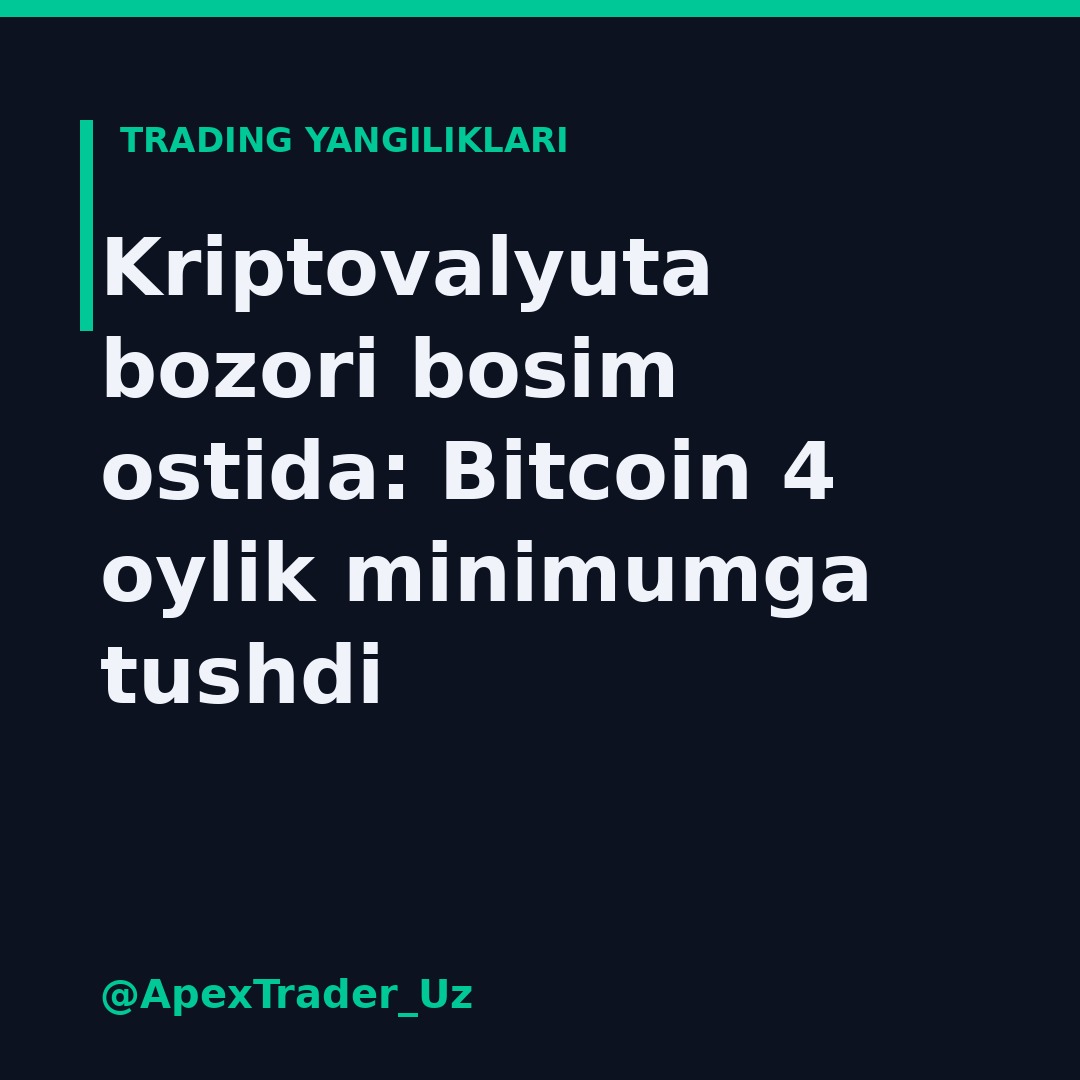 TRADING YANGILIKLARI
Kriptovalyuta
bozori bosim
ostida: Bitcoin 4
oylik minimumga
tushdi
@ApexTrader_Uz